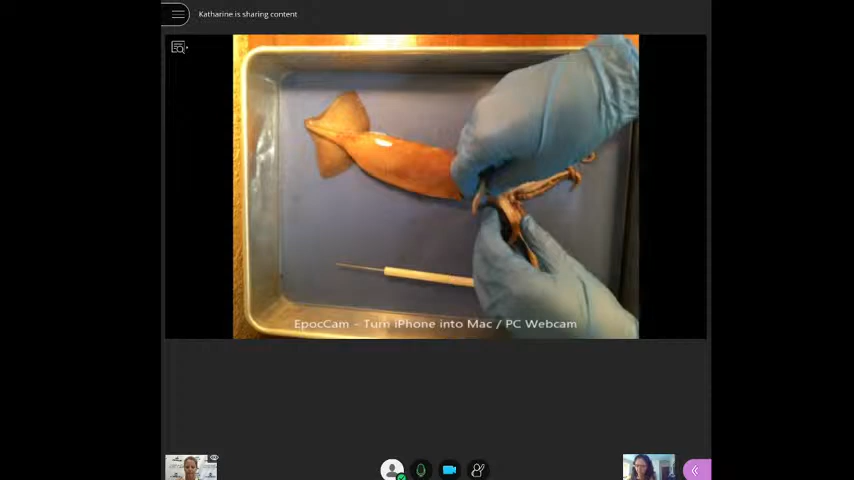 Katharine is sharing content
EpocCam - Turn iPhone into Mac / PC Webcam